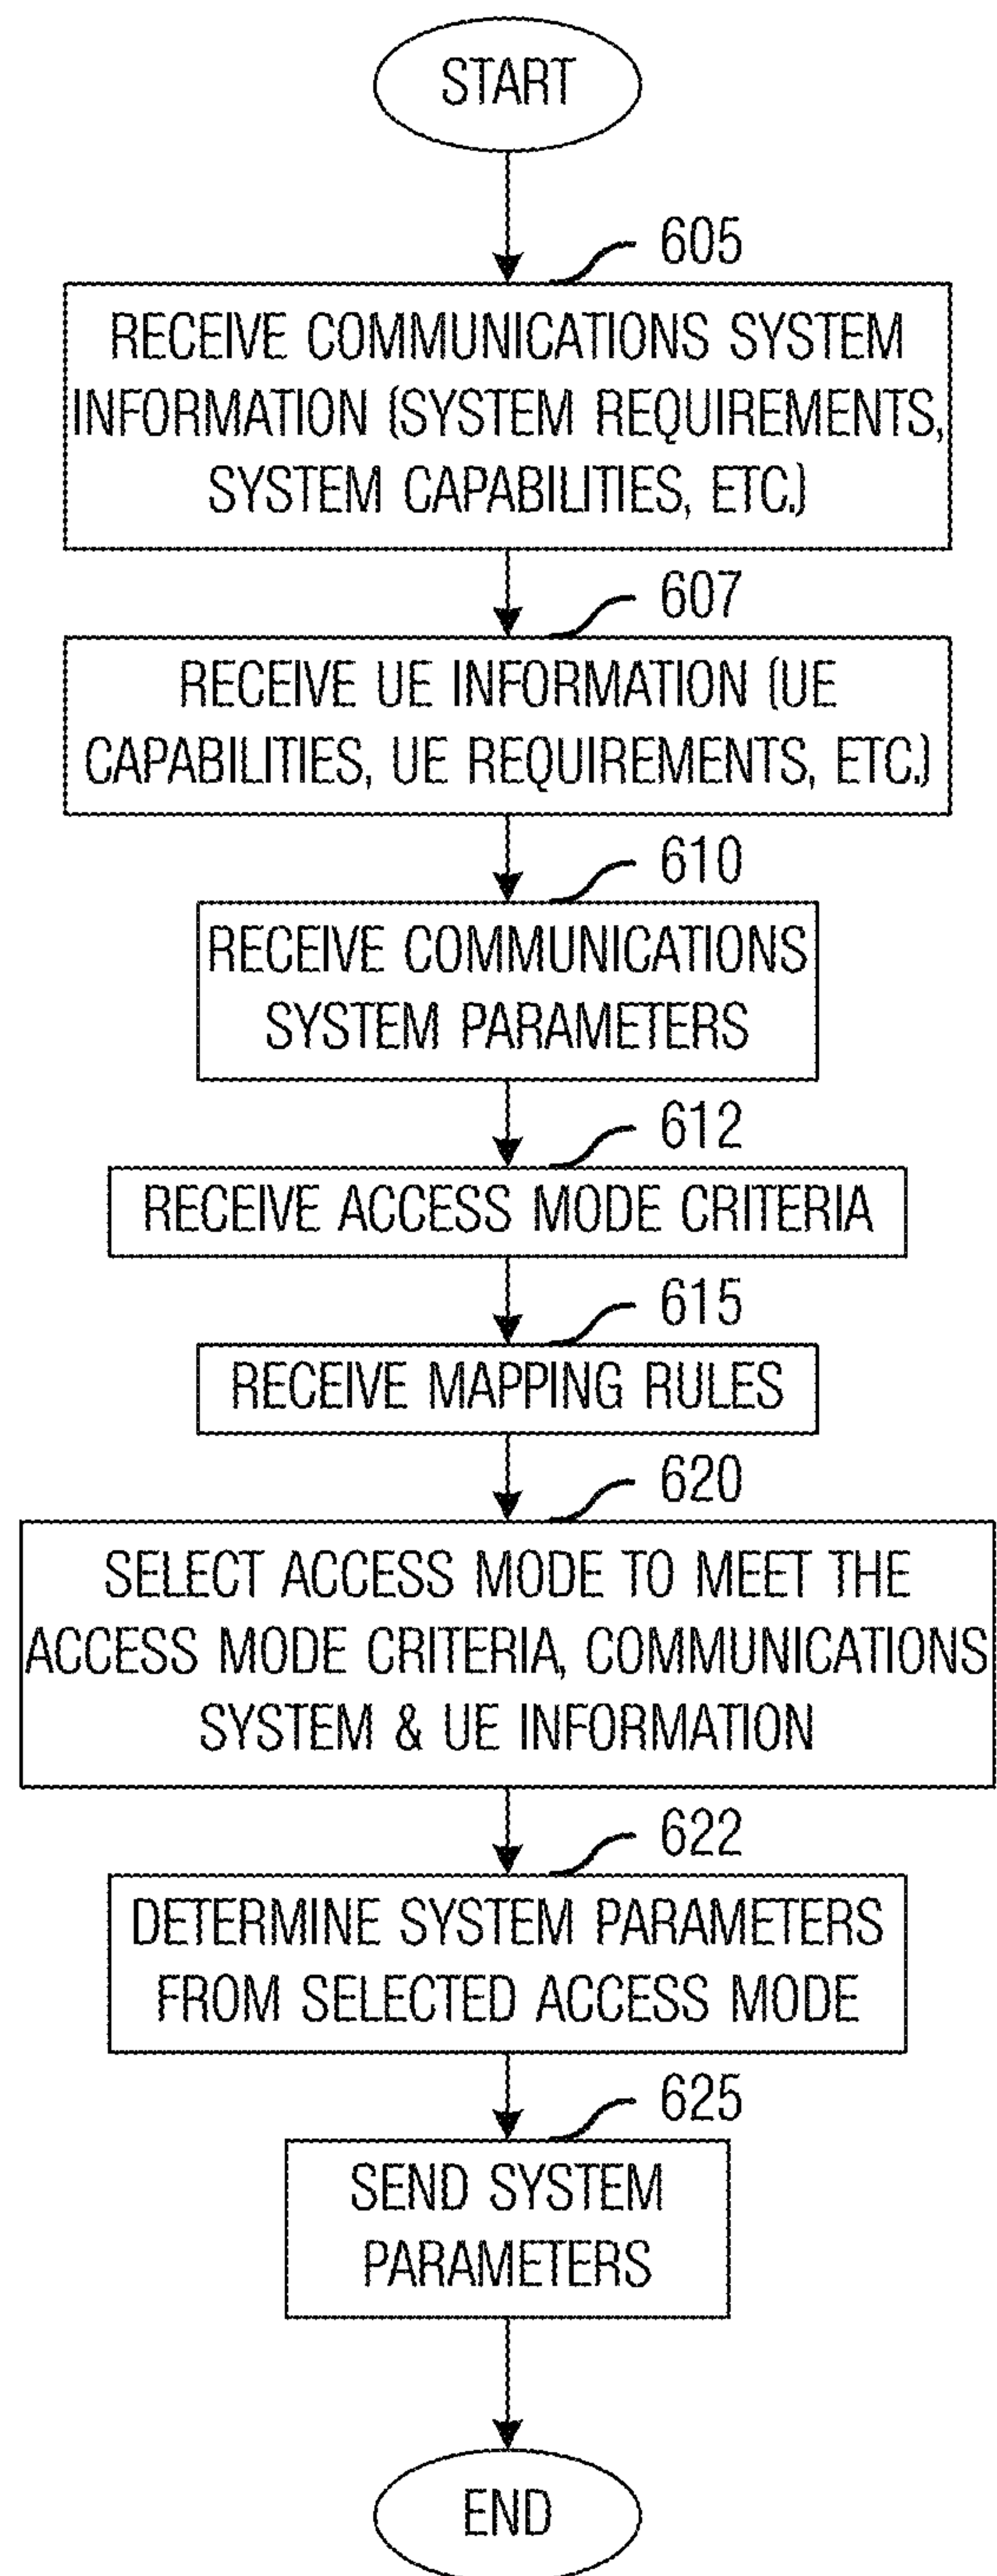 START
605
RECEIVE COMMUNICATIONS SYSTEM
INFORMATION (SYSTEM REQUIREMENTS,
SYSTEM CAPABILITIES, ETC.)
607
RECEIVE UE INFORMATION (UE
CAPABILITIES, UE REQUIREMENTS, ETC.)
610
RECEIVE COMMUNICATIONS
SYSTEM PARAMETERS
612
RECEIVE ACCESS MODE CRITERIA
615
RECEIVE MAPPING RULES
620
SELECT ACCESS MODE TO MEET THE
ACCESS MODE CRITERIA, COMMUNICATIONS
SYSTEM & UE INFORMATION
622
DETERMINE SYSTEM PARAMETERS
FROM SELECTED ACCESS MODE
625
SEND SYSTEM
PARAMETERS
END